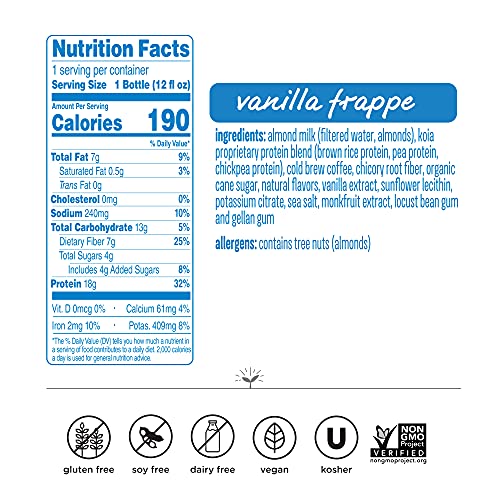 Nutrition Facts
1 serving per container
Serving Size 1 Bottle (12 fl oz)
Amount Per Serving
Calories 190
% Daily Value*
Total Fat 7g 9%
Saturated Fat 0.5g 3%
Trans Fat 0g
Cholesterol 0mg 0%
Sodium 240mg 10%
Total Carbohydrate 13g 5%
Dietary Fiber 7g 25%
Total Sugars 4g
Includes 4g Added Sugars 8%
Protein 18g 32%
Vit. D 0mcg 0% • Calcium 61mg 4%
Iron 2mg 10% • Potas. 409mg 8%
*The % Daily Value (DV) tells you how much a nutrient in
a serving of food contributes to a daily diet. 2,000 calories
a day is used for general nutrition advice.
vanilla frappe
ingredients: almond milk (filtered water, almonds), koia
proprietary protein blend (brown rice protein, pea protein,
chickpea protein), cold brew coffee, chicory root fiber, organic
cane sugar, natural flavors, vanilla extract, sunflower lecithin,
potassium citrate, sea salt, monkfruit extract, locust bean gum
and gellan gum
allergens: contains tree nuts (almonds)
gluten free
soy free
dairy free
vegan
U
kosher
NON
GMO
Project
VERIFIED
nongmoproject.org